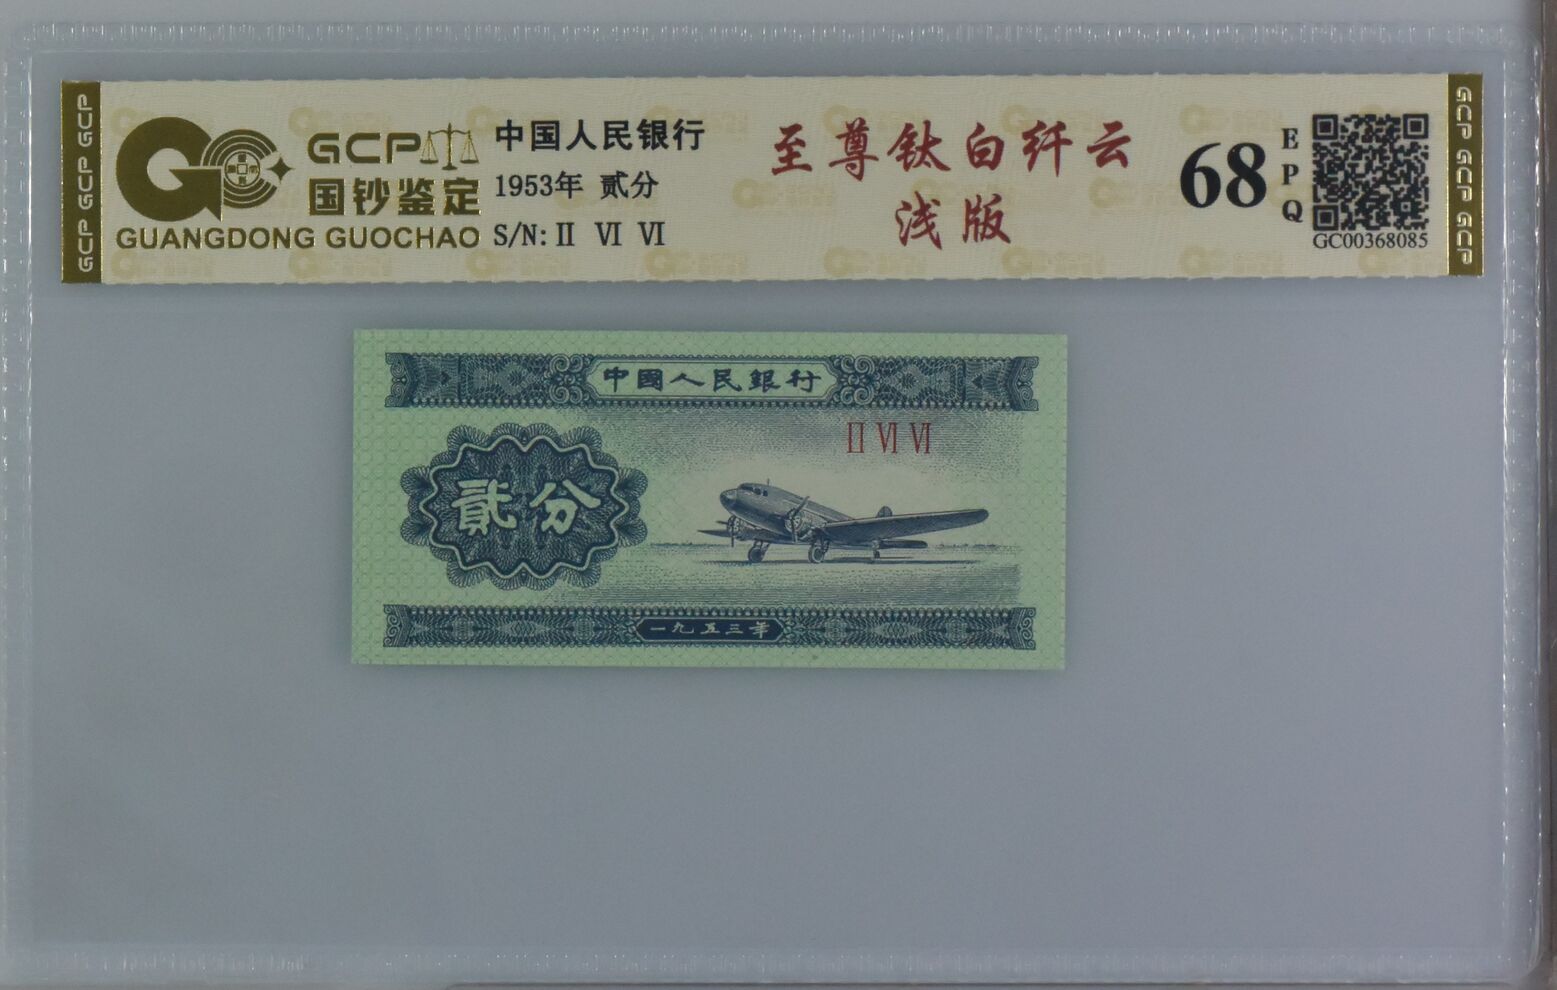 GCP GCP GCP
GCP
国钞鉴定
GUANGDONG GUOCHAO
中国人民银行
1953年 贰分
S/N: Ⅱ Ⅵ Ⅵ
至尊钛白纤云
浅版
68
EPQ
GC00368085
GCP GCP GCP
中國人民銀行
Ⅱ Ⅵ Ⅵ
貳分
一九五三年